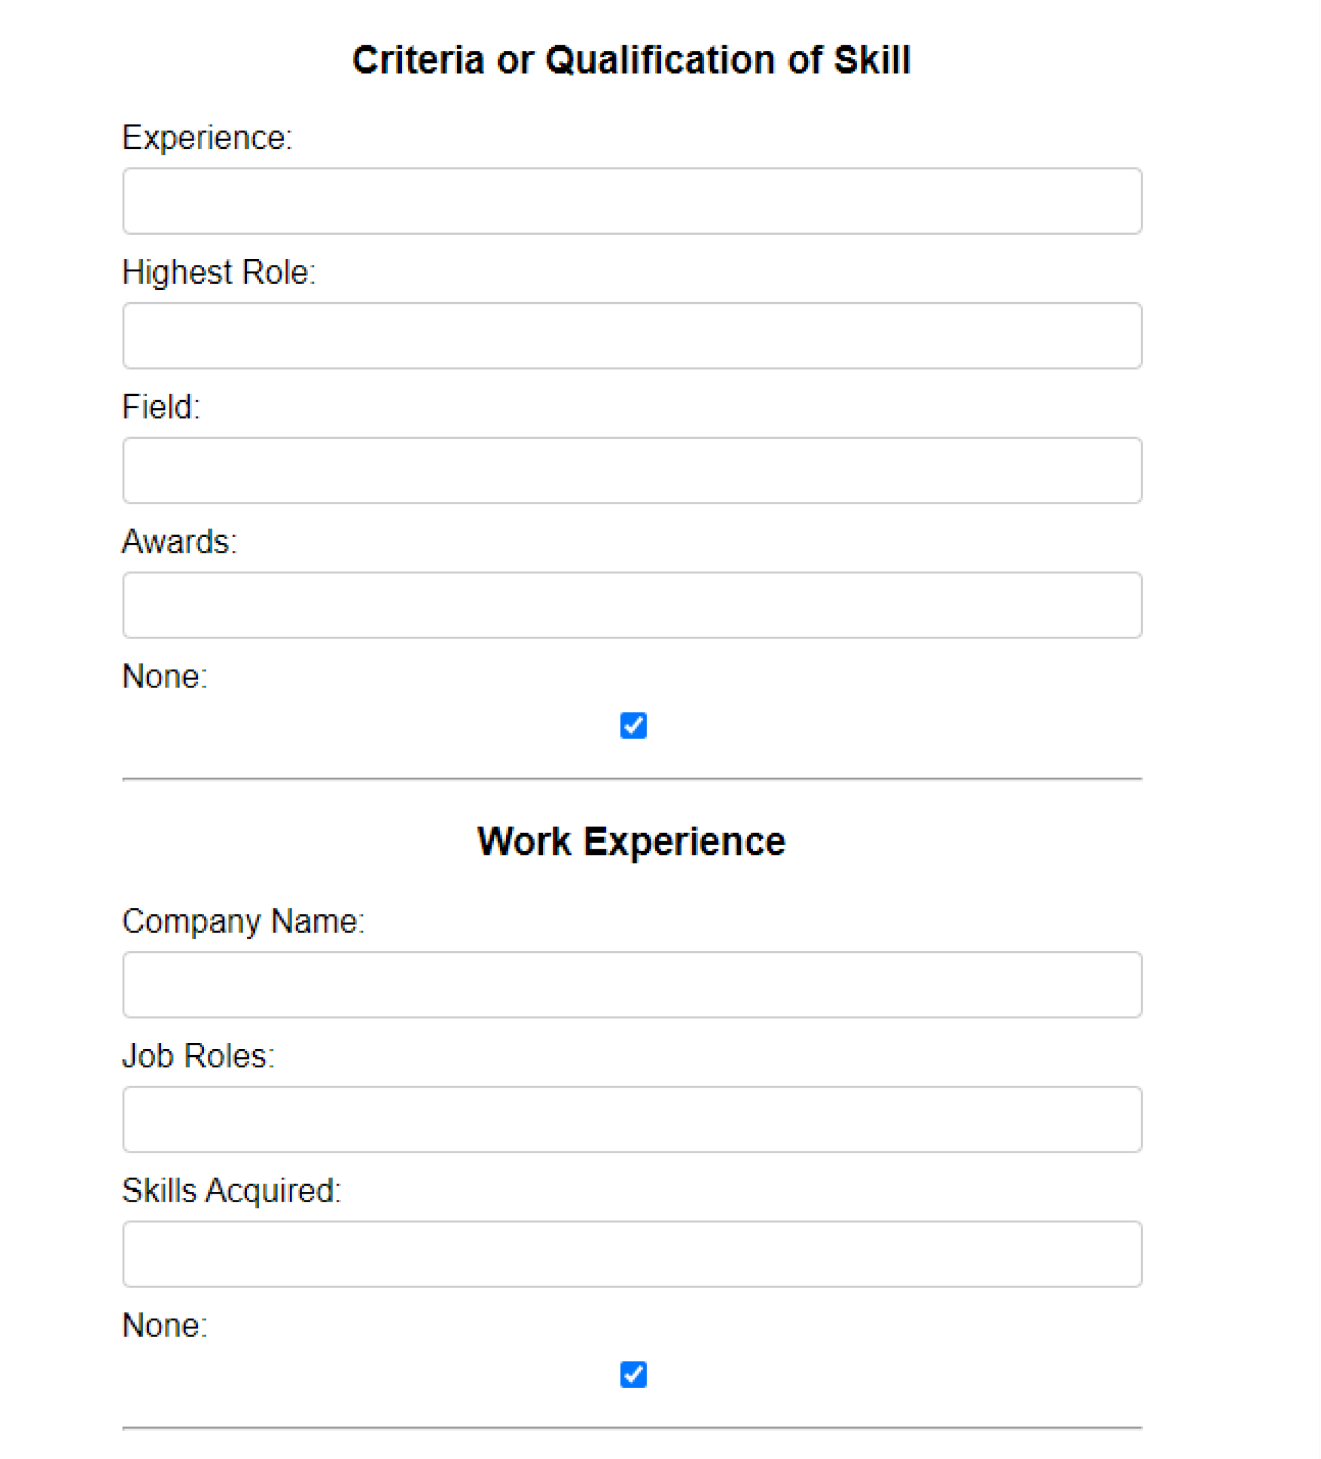 Criteria or Qualification of Skill
Experience:
Highest Role:
Field:
Awards:
None:
Work Experience
Company Name:
Job Roles:
Skills Acquired:
None: